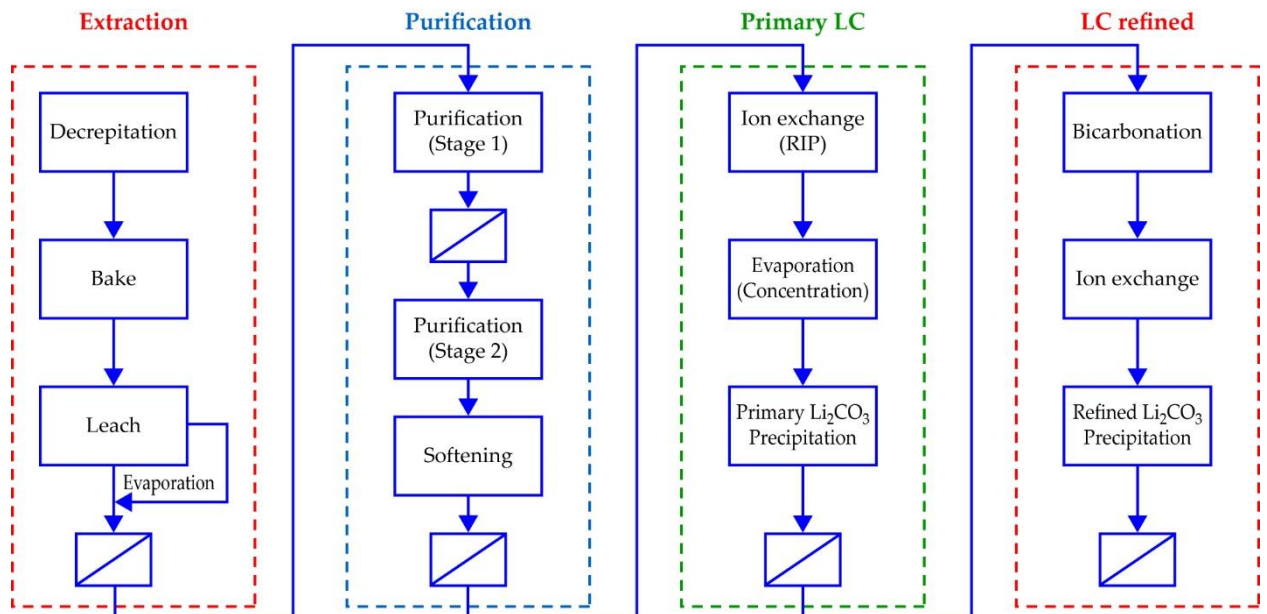 Extraction
Decrepitation
Bake
Leach
Evaporation
Purification
Purification
(Stage 1)
Purification
(Stage 2)
Softening
Primary LC
Ion exchange
(RIP)
Evaporation
(Concentration)
Primary Li₂CO₃
Precipitation
LC refined
Bicarbonation
Ion exchange
Refined Li₂CO₃
Precipitation